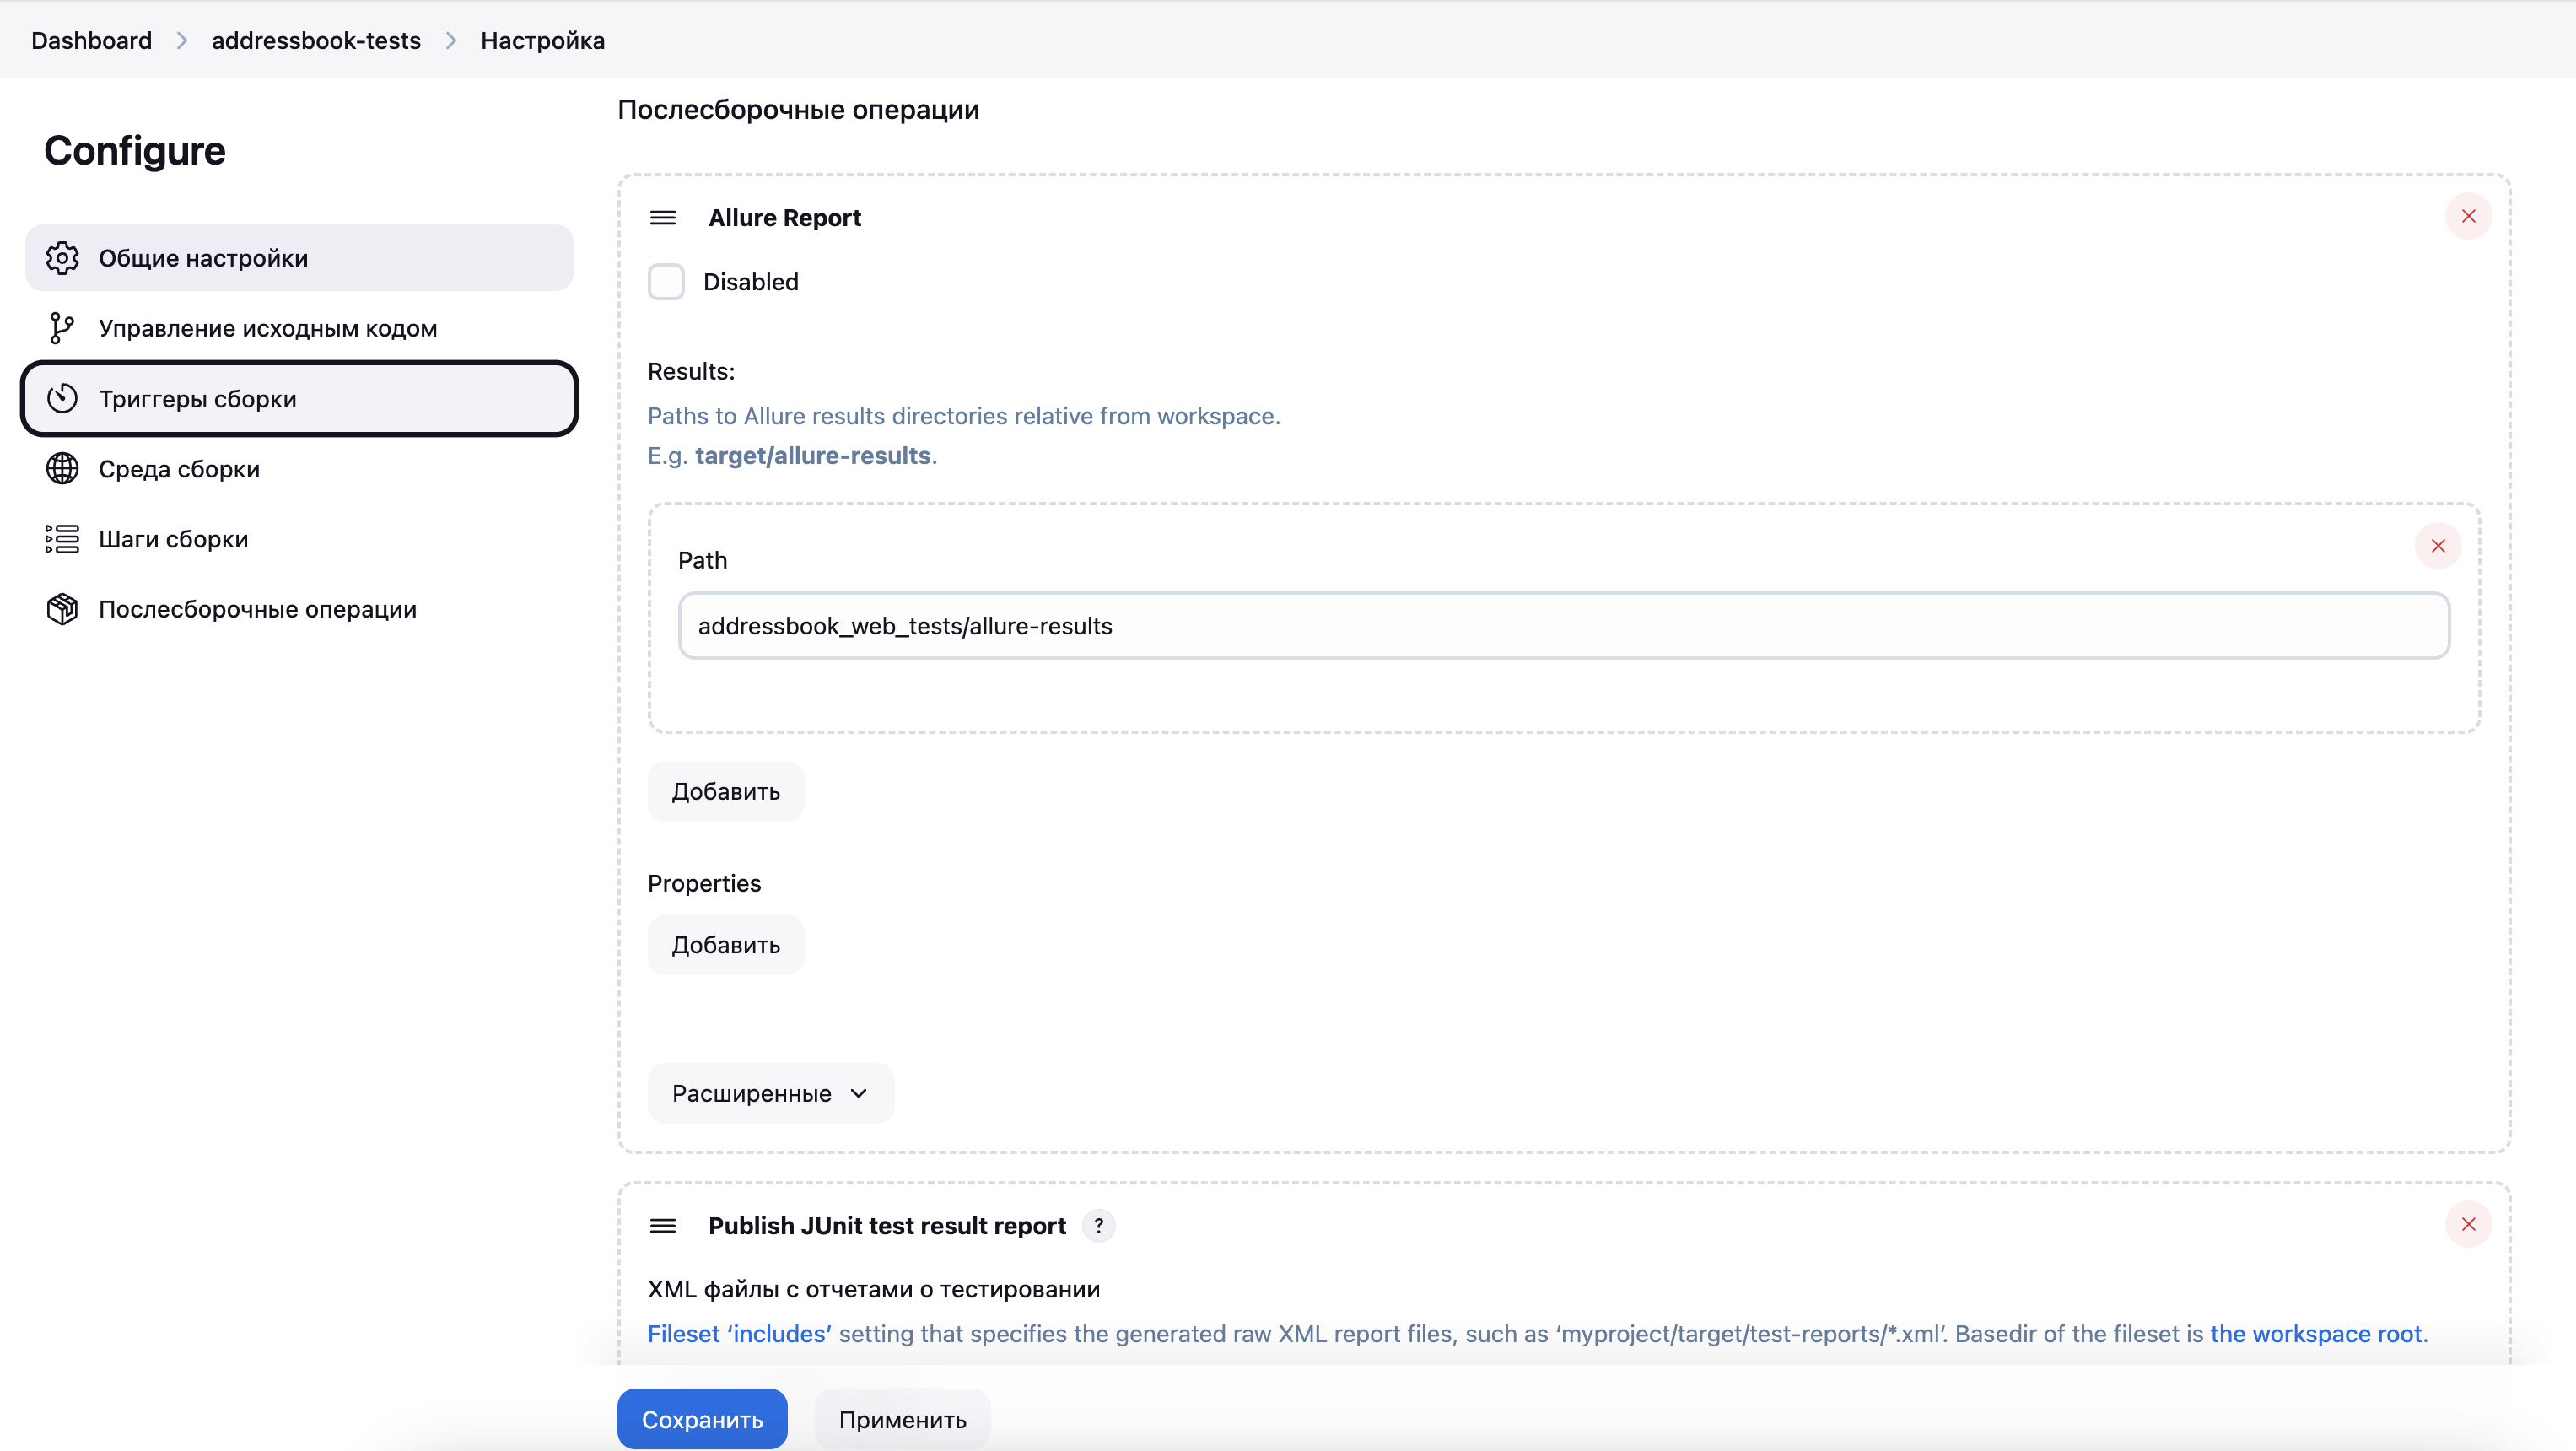 Dashboard > addressbook-tests > Настройка
Configure
Общие настройки
Управление исходным кодом
Триггеры сборки
Среда сборки
Шаги сборки
Послесборочные операции
Послесборочные операции
Allure Report
Disabled
Results:
Paths to Allure results directories relative from workspace.
E.g. target/allure-results.
Path
addressbook_web_tests/allure-results
Добавить
Properties
Добавить
Расширенные
Publish JUnit test result report ?
XML файлы с отчетами о тестировании
Fileset ‘includes’ setting that specifies the generated raw XML report files, such as ‘myproject/target/test-reports/*.xml’. Basedir of the fileset is the workspace root.
Сохранить
Применить